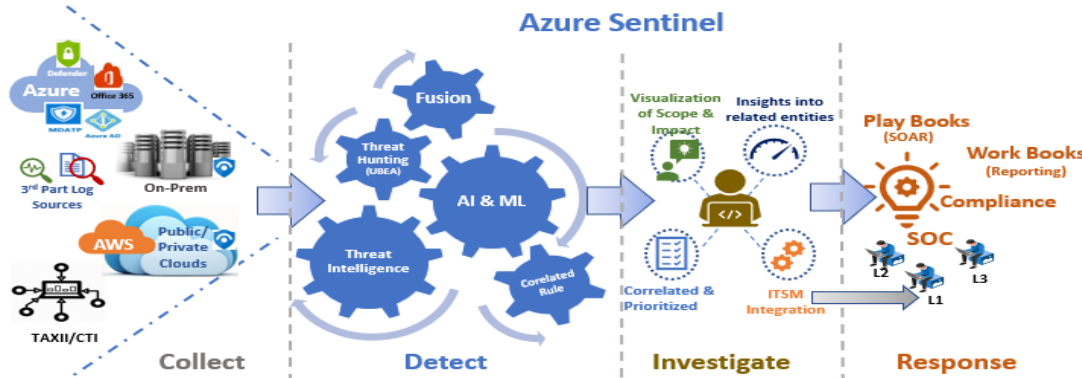 Azure Sentinel
Defender
Azure
Office 365
MDATP
Azure AD
3rd Part Log
Sources
On-Prem
AWS
Public/
Private
Clouds
TAXII/CTI
Collect
Fusion
Threat
Hunting
(UBEA)
AI & ML
Threat
Intelligence
Corelated
Rule
Detect
Visualization
of Scope &
Impact
Insights into
related entities
</>
Correlated &
Prioritized
ITSM
Integration
Investigate
Play Books
(SOAR)
Work Books
(Reporting)
Compliance
SOC
L2
L3
L1
Response